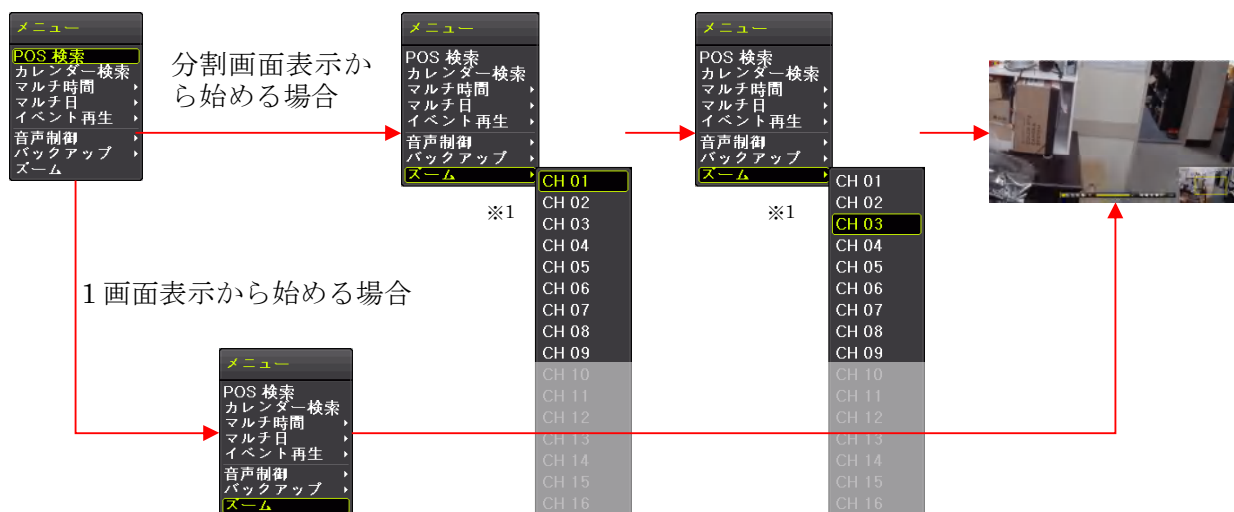 メニュー
POS 検索
カレンダー検索
マルチ時間
マルチ日
イベント再生
音声制御
バックアップ
ズーム
分割画面表示か
ら始める場合
メニュー
POS 検索
カレンダー検索
マルチ時間
マルチ日
イベント再生
音声制御
バックアップ
ズーム
※1
CH 01
CH 02
CH 03
CH 04
CH 05
CH 06
CH 07
CH 08
CH 09
CH 10
CH 11
CH 12
CH 13
CH 14
CH 15
CH 16
メニュー
POS 検索
カレンダー検索
マルチ時間
マルチ日
イベント再生
音声制御
バックアップ
ズーム
※1
CH 01
CH 02
CH 03
CH 04
CH 05
CH 06
CH 07
CH 08
CH 09
CH 10
CH 11
CH 12
CH 13
CH 14
CH 15
CH 16
1 画面表示から始める場合
メニュー
POS 検索
カレンダー検索
マルチ時間
マルチ日
イベント再生
音声制御
バックアップ
ズーム